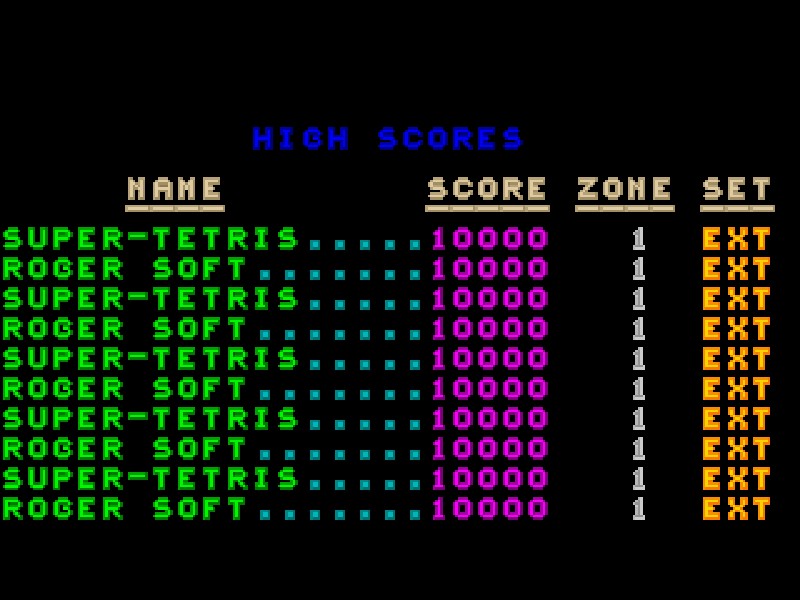 HIGH SCORES
NAME SCORE ZONE SET
SUPER-TETRIS.....10000 1 EXT
ROGER SOFT.......10000 1 EXT
SUPER-TETRIS.....10000 1 EXT
ROGER SOFT.......10000 1 EXT
SUPER-TETRIS.....10000 1 EXT
ROGER SOFT.......10000 1 EXT
SUPER-TETRIS.....10000 1 EXT
ROGER SOFT.......10000 1 EXT
SUPER-TETRIS.....10000 1 EXT
ROGER SOFT.......10000 1 EXT